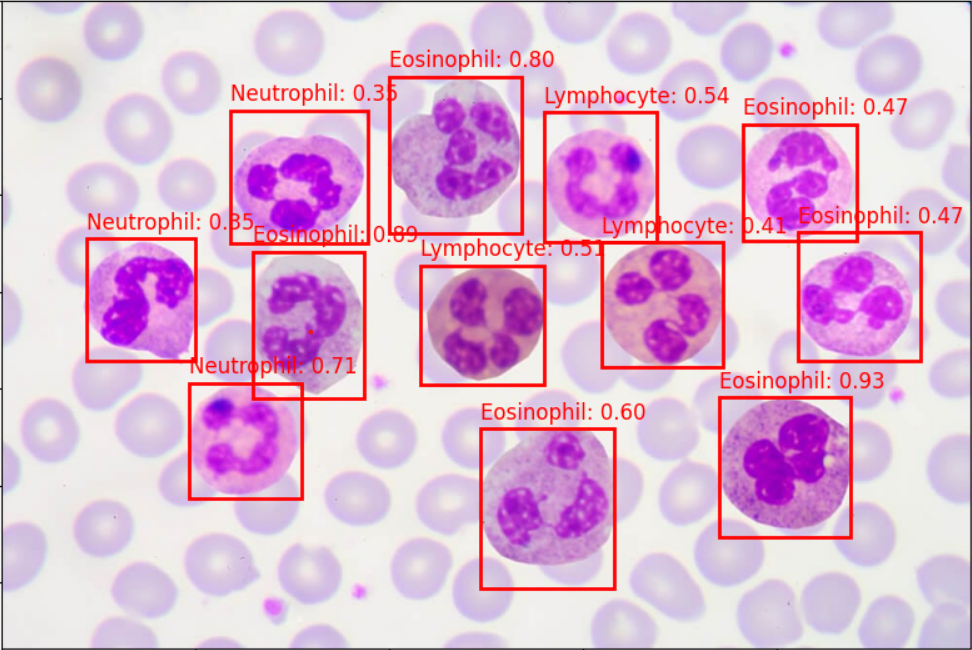 Eosinophil: 0.80
Neutrophil: 0.35
Lymphocyte: 0.54
Eosinophil: 0.47
Neutrophil: 0.35
Eosinophil: 0.89
Lymphocyte: 0.51
Lymphocyte: 0.41
Eosinophil: 0.47
Neutrophil: 0.71
Eosinophil: 0.60
Eosinophil: 0.93